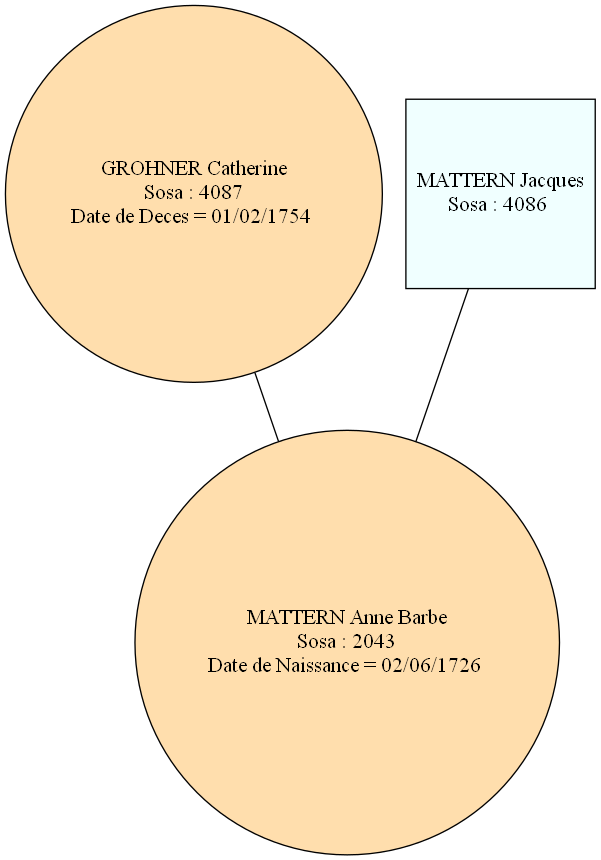 GROHNER Catherine
Sosa : 4087
Date de Deces = 01/02/1754
MATTERN Jacques
Sosa : 4086
MATTERN Anne Barbe
Sosa : 2043
Date de Naissance = 02/06/1726